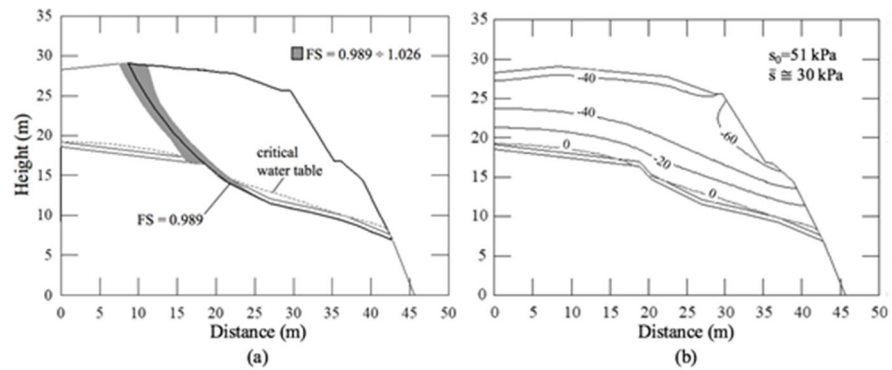 35
30
25
20
15
10
5
0
Height (m)
FS = 0.989 ÷ 1.026
critical
water table
FS = 0.989
0 5 10 15 20 25 30 35 40 45 50
Distance (m)
(a)
35
30
25
20
15
10
5
0
s₀=51 kPa
s̄ ≅ 30 kPa
-40
-40
-60
-20
0
0
0 5 10 15 20 25 30 35 40 45 50
Distance (m)
(b)